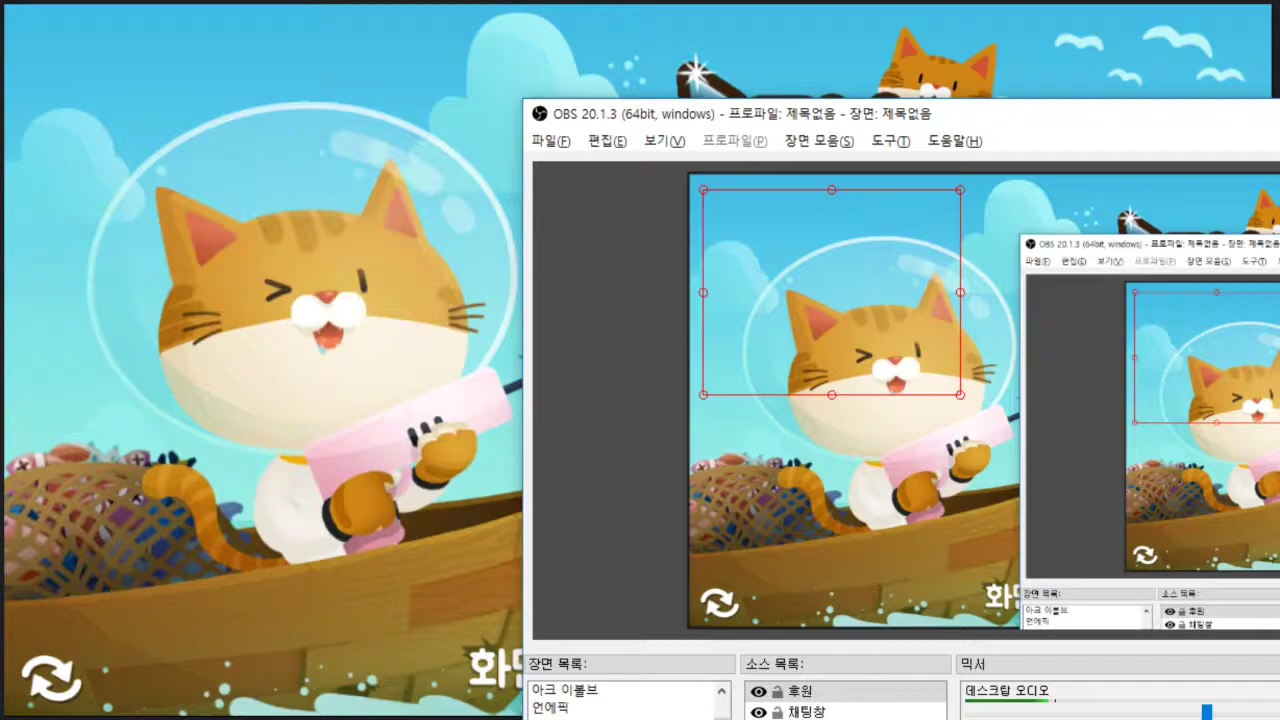 OBS 20.1.3 (64bit, windows) - 프로파일: 제목없음 - 장면: 제목없음
파일(F) 편집(E) 보기(V) 프로파일(P) 장면 모음(S) 도구(T) 도움말(H)
OBS 20.1.3 (64bit, windows) - 프로파일: 제목없음 - 장면: 제목없음
파일(F) 편집(E) 보기(V) 프로파일(P) 장면 모음(S) 도구(T)
장면 목록: 소스 목록:
아크 이볼브
언에픽
후원
채팅창
장면 목록: 소스 목록: 믹서
아크 이볼브
언에픽
후원
채팅창
데스크탑 오디오